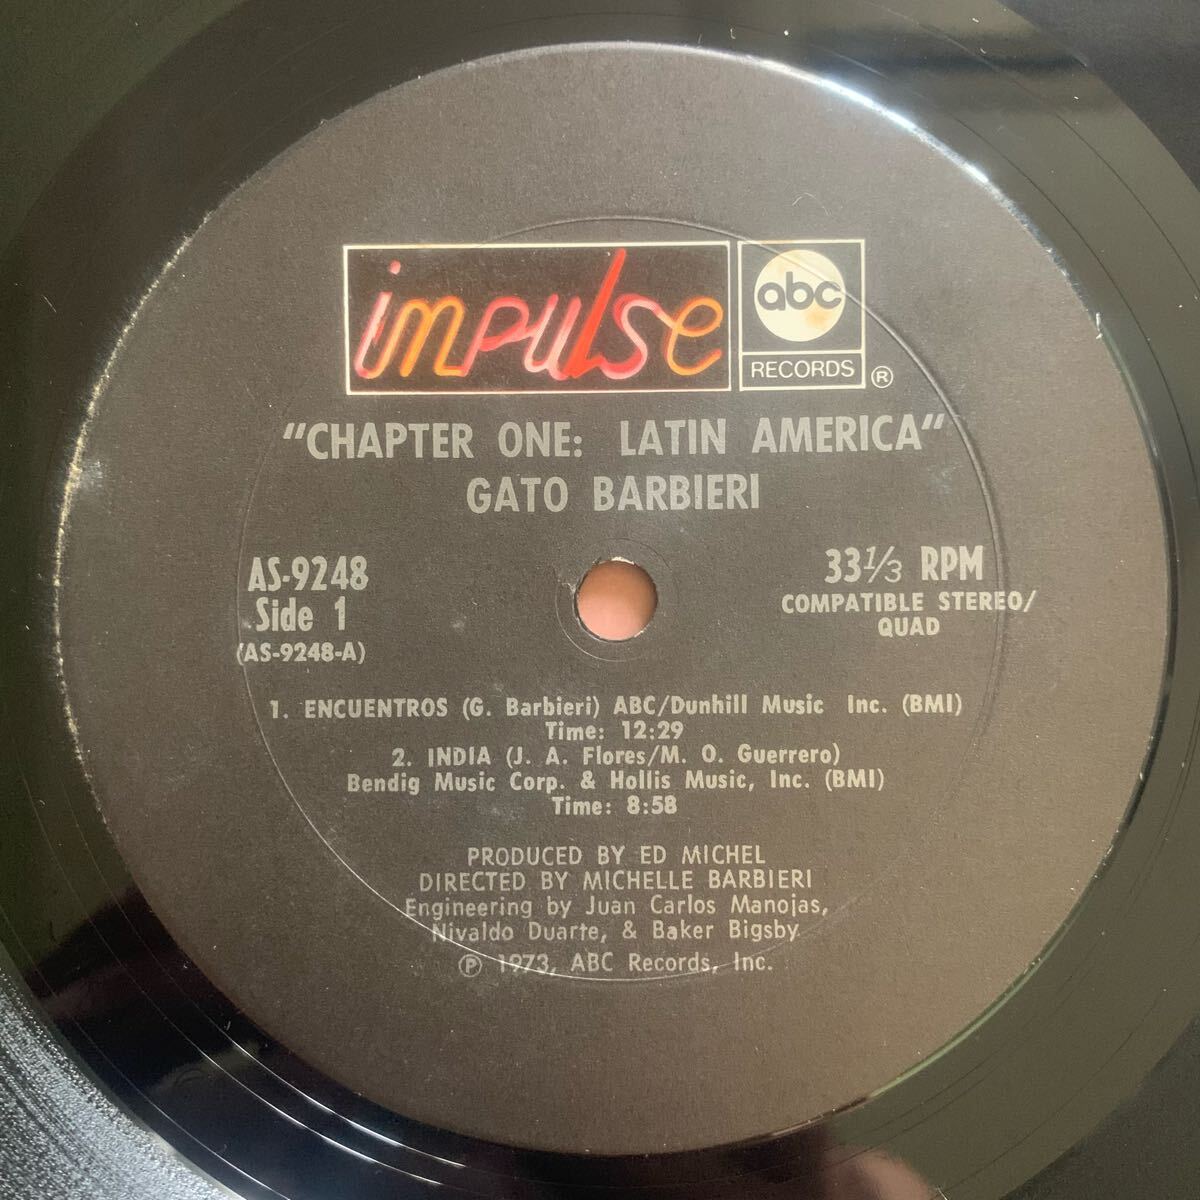 impulse
abc
RECORDS ®
"CHAPTER ONE: LATIN AMERICA"
GATO BARBIERI
AS-9248
Side 1
(AS-9248-A)
33 1/3 RPM
COMPATIBLE STEREO/
QUAD
1. ENCUENTROS (G. Barbieri) ABC/Dunhill Music Inc. (BMI)
Time: 12:29
2. INDIA (J. A. Flores/M. O. Guerrero)
Bendig Music Corp. & Hollis Music, Inc. (BMI)
Time: 8:58
PRODUCED BY ED MICHEL
DIRECTED BY MICHELLE BARBIERI
Engineering by Juan Carlos Manojas,
Nivaldo Duarte, & Baker Bigsby
℗ 1973, ABC Records, Inc.